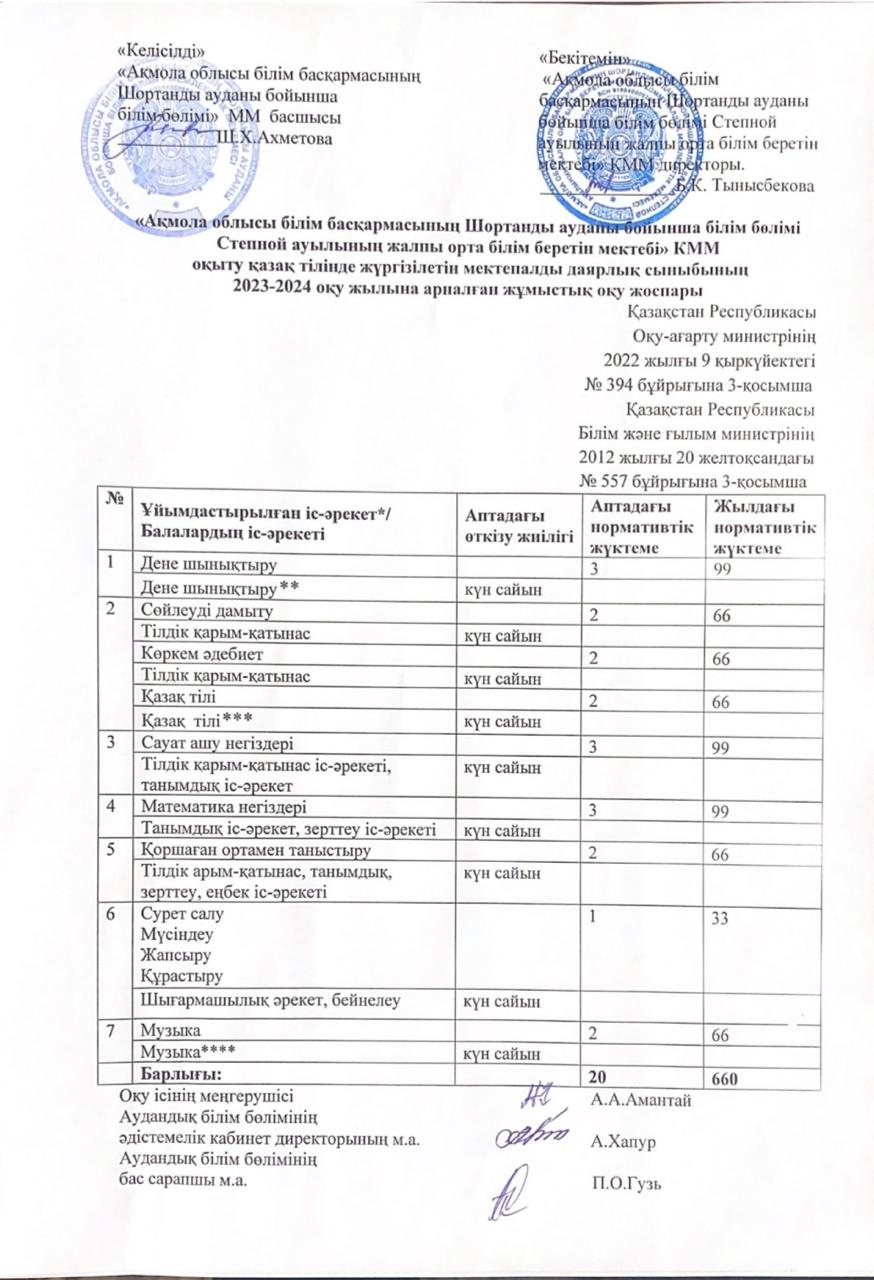 «Келісілді»
«Ақмола облысы білім басқармасының
Шортанды ауданы бойынша
білім бөлімі» ММ басшысы
Ш.Х.Ахметова
«Бекітемін»
«Ақмола облысы білім
басқармасының Шортанды ауданы
бойынша білім бөлімі Степной
ауылының жалпы орта білім беретін
мектебі» КММ директоры.
Б.К. Тынысбекова
«Ақмола облысы білім басқармасының Шортанды ауданы бойынша білім бөлімі
Степной ауылының жалпы орта білім беретін мектебі» КММ
оқыту қазақ тілінде жүргізілетін мектепалды даярлық сыныбының
2023-2024 оқу жылына арналған жұмыстық оқу жоспары
Қазақстан Республикасы
Оқу-ағарту министрінің
2022 жылғы 9 қыркүйектегі
№ 394 бұйрығына 3-қосымша
Қазақстан Республикасы
Білім және ғылым министрінің
2012 жылғы 20 желтоқсандағы
№ 557 бұйрығына 3-қосымша
№ Ұйымдастырылған іс-әрекет*/ Балалардың іс-әрекеті Аптадағы өткізу жиілігі Аптадағы нормативтік жүктеме Жылдағы нормативтік жүктеме
1 Дене шынықтыру 3 99
Дене шынықтыру** күн сайын
2 Сөйлеуді дамыту 2 66
Тілдік қарым-қатынас күн сайын
Көркем әдебиет 2 66
Тілдік қарым-қатынас күн сайын
Қазақ тілі 2 66
Қазақ тілі*** күн сайын
3 Сауат ашу негіздері 3 99
Тілдік қарым-қатынас іс-әрекеті, күн сайын
танымдық іс-әрекет
4 Математика негіздері 3 99
Танымдық іс-әрекет, зерттеу іс-әрекеті күн сайын
5 Қоршаған ортамен таныстыру 2 66
Тілдік арым-қатынас, танымдық, күн сайын
зерттеу, еңбек іс-әрекеті
6 Сурет салу 1 33
Мүсіндеу
Жапсыру
Құрастыру
Шығармашылық әрекет, бейнелеу күн сайын
7 Музыка 2 66
Музыка**** күн сайын
Барлығы: 20 660
Оқу ісінің меңгерушісі А.А.Амантай
Аудандық білім бөлімінің
әдістемелік кабинет директорының м.а. А.Хапур
Аудандық білім бөлімінің
бас сарапшы м.а. П.О.Гузь